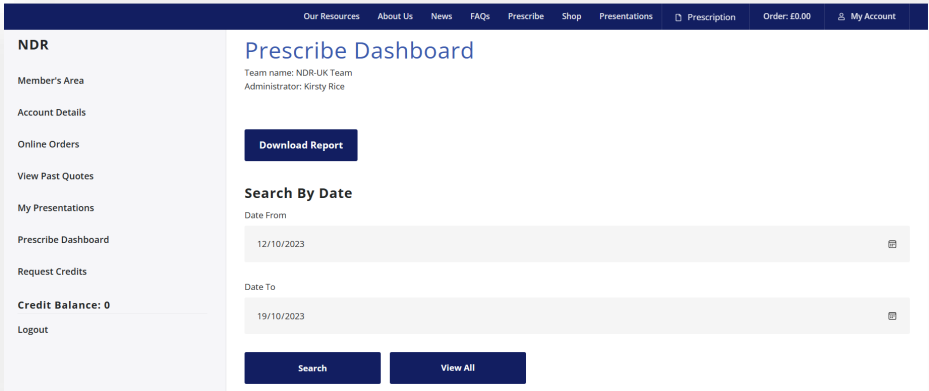 Our Resources About Us News FAQs Prescribe Shop Presentations Prescription Order: £0.00 My Account
NDR
Member's Area
Account Details
Online Orders
View Past Quotes
My Presentations
Prescribe Dashboard
Request Credits
Credit Balance: 0
Logout
Prescribe Dashboard
Team name: NDR-UK Team
Administrator: Kirsty Rice
Download Report
Search By Date
Date From
12/10/2023
Date To
19/10/2023
Search View All